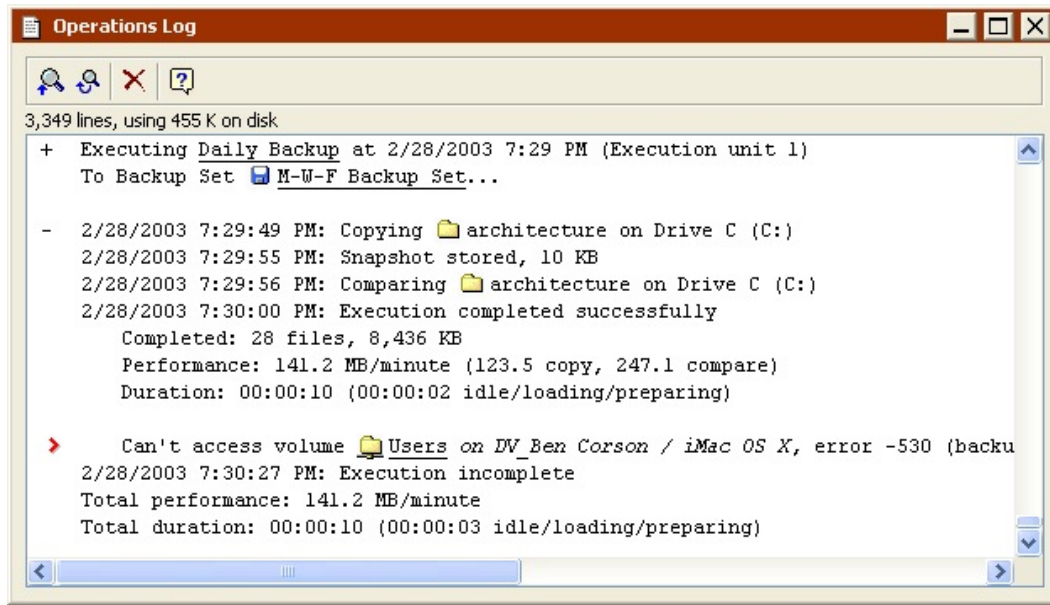 Operations Log
3,349 lines, using 455 K on disk
+ Executing Daily Backup at 2/28/2003 7:29 PM (Execution unit 1)
To Backup Set M-W-F Backup Set...
- 2/28/2003 7:29:49 PM: Copying architecture on Drive C (C:)
2/28/2003 7:29:55 PM: Snapshot stored, 10 KB
2/28/2003 7:29:56 PM: Comparing architecture on Drive C (C:)
2/28/2003 7:30:00 PM: Execution completed successfully
Completed: 28 files, 8,436 KB
Performance: 141.2 MB/minute (123.5 copy, 247.1 compare)
Duration: 00:00:10 (00:00:02 idle/loading/preparing)
Can't access volume Users on DV_Ben Corson / iMac OS X, error -530 (backu
2/28/2003 7:30:27 PM: Execution incomplete
Total performance: 141.2 MB/minute
Total duration: 00:00:10 (00:00:03 idle/loading/preparing)